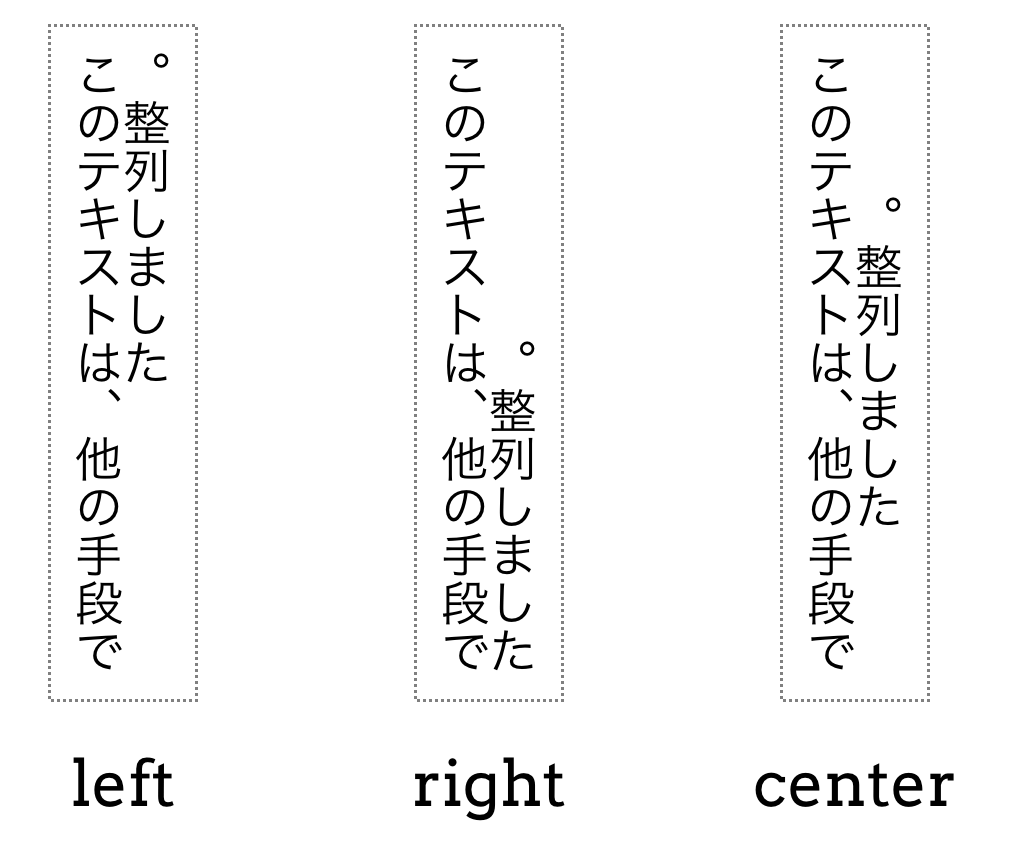 このテキストは、他の手段で
。整列しました
left
このテキストは、他の手段で
。整列しました
right
このテキストは、他の手段で
。整列しました
center